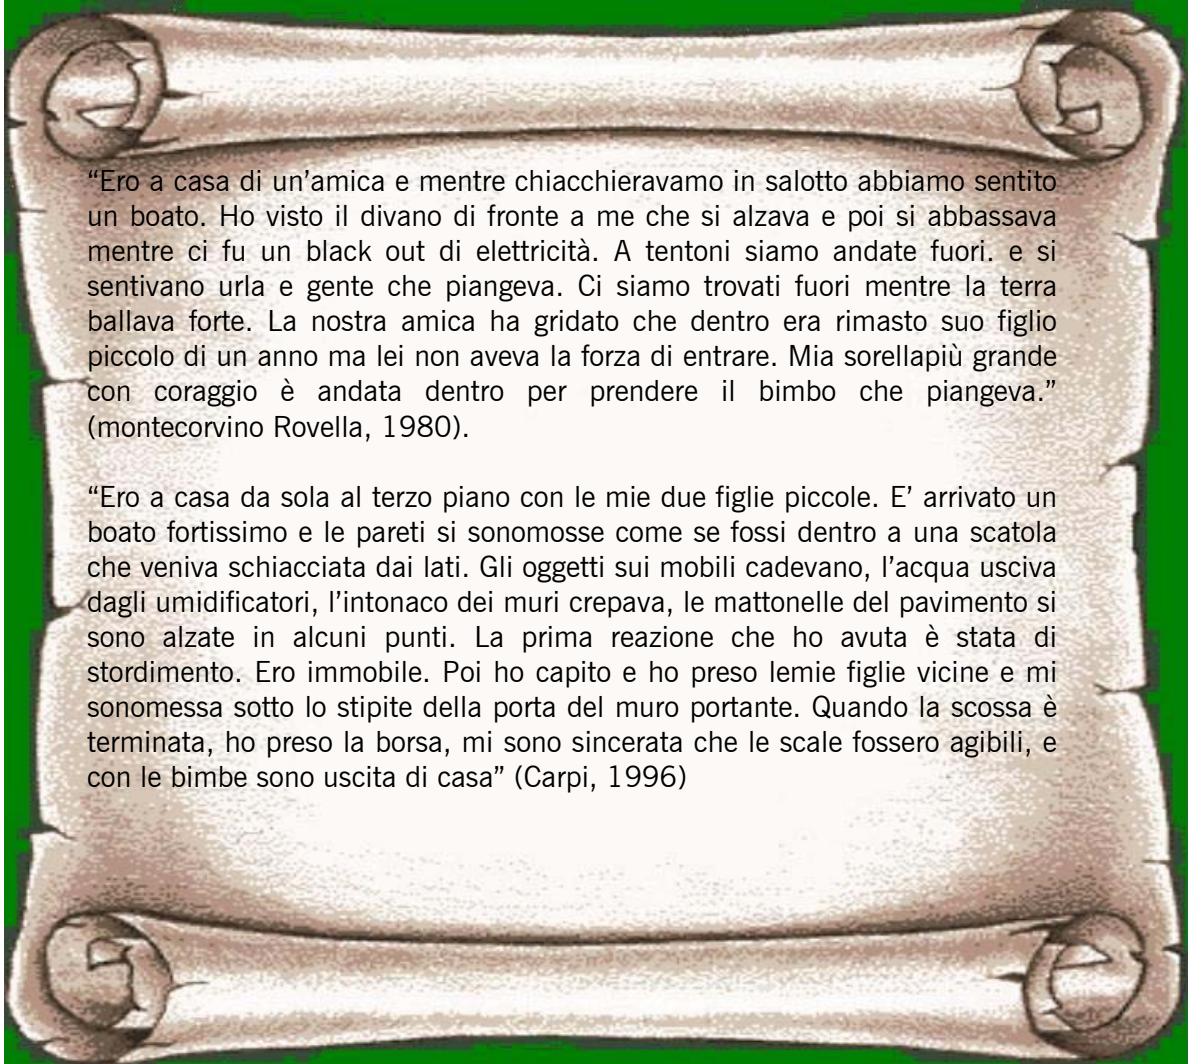 “Ero a casa di un’amica e mentre chiacchieravamo in salotto abbiamo sentito
un boato. Ho visto il divano di fronte a me che si alzava e poi si abbassava
mentre ci fu un black out di elettricità. A tentoni siamo andate fuori. e si
sentivano urla e gente che piangeva. Ci siamo trovati fuori mentre la terra
ballava forte. La nostra amica ha gridato che dentro era rimasto suo figlio
piccolo di un anno ma lei non aveva la forza di entrare. Mia sorellapiù grande
con coraggio è andata dentro per prendere il bimbo che piangeva.”
(montecorvino Rovella, 1980).
“Ero a casa da sola al terzo piano con le mie due figlie piccole. E’ arrivato un
boato fortissimo e le pareti si sonomosse come se fossi dentro a una scatola
che veniva schiacciata dai lati. Gli oggetti sui mobili cadevano, l’acqua usciva
dagli umidificatori, l’intonaco dei muri crepava, le mattonelle del pavimento si
sono alzate in alcuni punti. La prima reazione che ho avuta è stata di
stordimento. Ero immobile. Poi ho capito e ho preso lemie figlie vicine e mi
sonomessa sotto lo stipite della porta del muro portante. Quando la scossa è
terminata, ho preso la borsa, mi sono sincerata che le scale fossero agibili, e
con le bimbe sono uscita di casa” (Carpi, 1996)